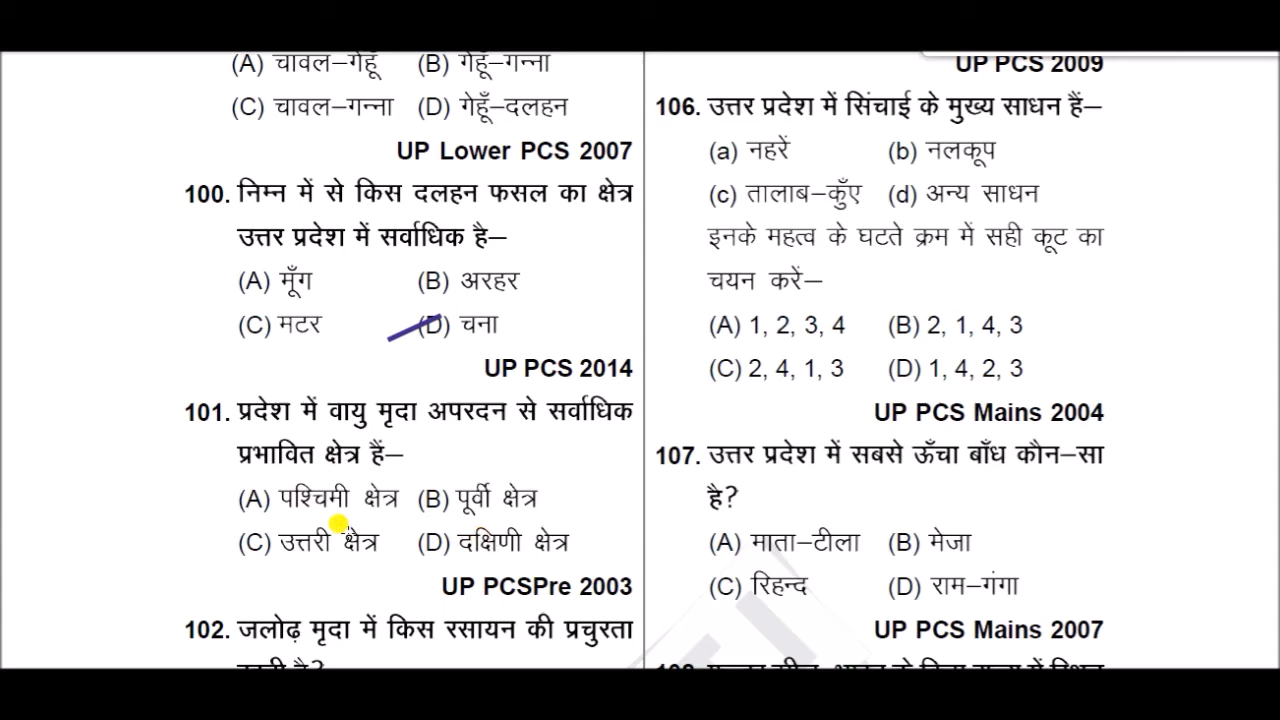 (A) चावल–गेहूँ (B) गेहूँ–गन्ना
(C) चावल–गन्ना (D) गेहूँ–दलहन
UP Lower PCS 2007
100. निम्न में से किस दलहन फसल का क्षेत्र
उत्तर प्रदेश में सर्वाधिक है–
(A) मूँग (B) अरहर
(C) मटर (D) चना
UP PCS 2014
101. प्रदेश में वायु मृदा अपरदन से सर्वाधिक
प्रभावित क्षेत्र हैं–
(A) पश्चिमी क्षेत्र (B) पूर्वी क्षेत्र
(C) उत्तरी क्षेत्र (D) दक्षिणी क्षेत्र
UP PCSPre 2003
102. जलोढ़ मृदा में किस रसायन की प्रचुरता
UP PCS 2009
106. उत्तर प्रदेश में सिंचाई के मुख्य साधन हैं–
(a) नहरें (b) नलकूप
(c) तालाब–कुँए (d) अन्य साधन
इनके महत्व के घटते क्रम में सही कूट का
चयन करें–
(A) 1, 2, 3, 4 (B) 2, 1, 4, 3
(C) 2, 4, 1, 3 (D) 1, 4, 2, 3
UP PCS Mains 2004
107. उत्तर प्रदेश में सबसे ऊँचा बाँध कौन–सा
है?
(A) माता–टीला (B) मेजा
(C) रिहन्द (D) राम–गंगा
UP PCS Mains 2007